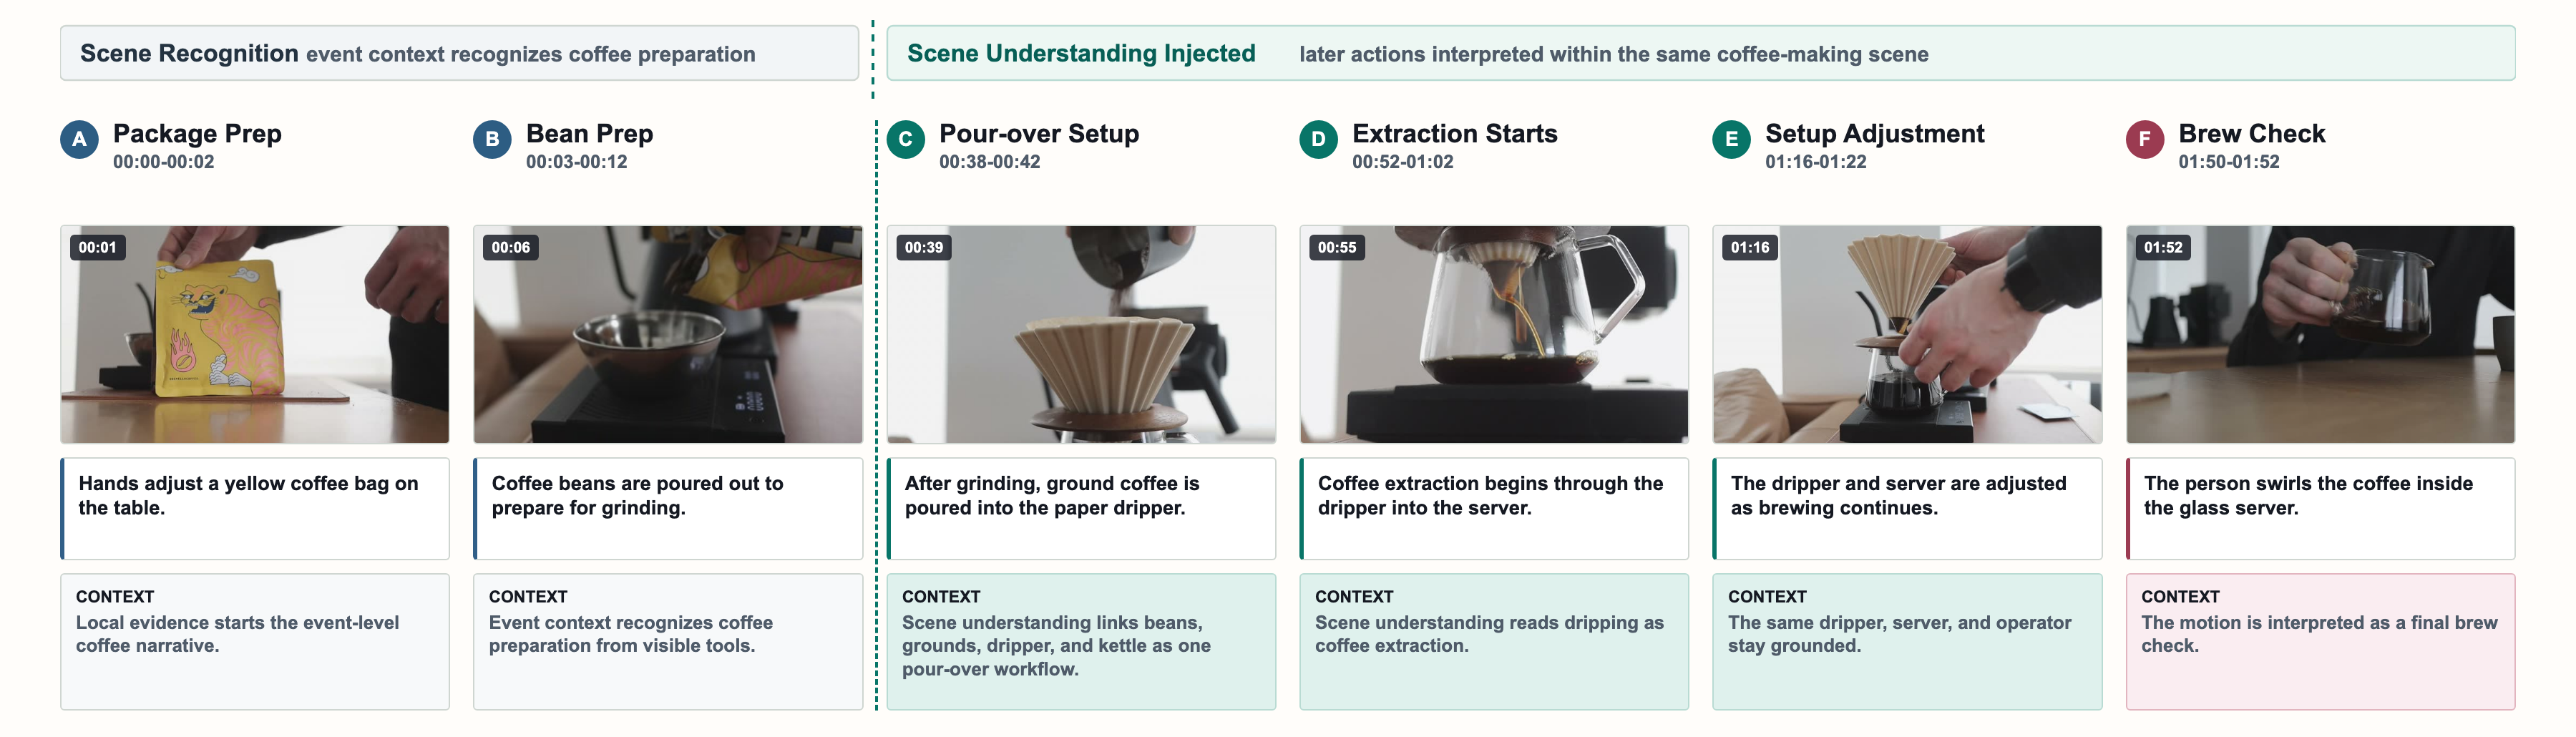 Scene Recognition event context recognizes coffee preparation
Scene Understanding Injected later actions interpreted within the same coffee-making scene
A Package Prep
00:00-00:02
00:01
Hands adjust a yellow coffee bag on
the table.
CONTEXT
Local evidence starts the event-level
coffee narrative.
B Bean Prep
00:03-00:12
00:06
Coffee beans are poured out to
prepare for grinding.
CONTEXT
Event context recognizes coffee
preparation from visible tools.
C Pour-over Setup
00:38-00:42
00:39
After grinding, ground coffee is
poured into the paper dripper.
CONTEXT
Scene understanding links beans,
grounds, dripper, and kettle as one
pour-over workflow.
D Extraction Starts
00:52-01:02
00:55
Coffee extraction begins through the
dripper into the server.
CONTEXT
Scene understanding reads dripping as
coffee extraction.
E Setup Adjustment
01:16-01:22
01:16
The dripper and server are adjusted
as brewing continues.
CONTEXT
The same dripper, server, and operator
stay grounded.
F Brew Check
01:50-01:52
01:52
The person swirls the coffee inside
the glass server.
CONTEXT
The motion is interpreted as a final brew
check.